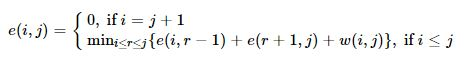 e(i, j) = { 0, if i = j + 1
min_{i≤r≤j}{e(i, r − 1) + e(r + 1, j) + w(i, j)}, if i ≤ j